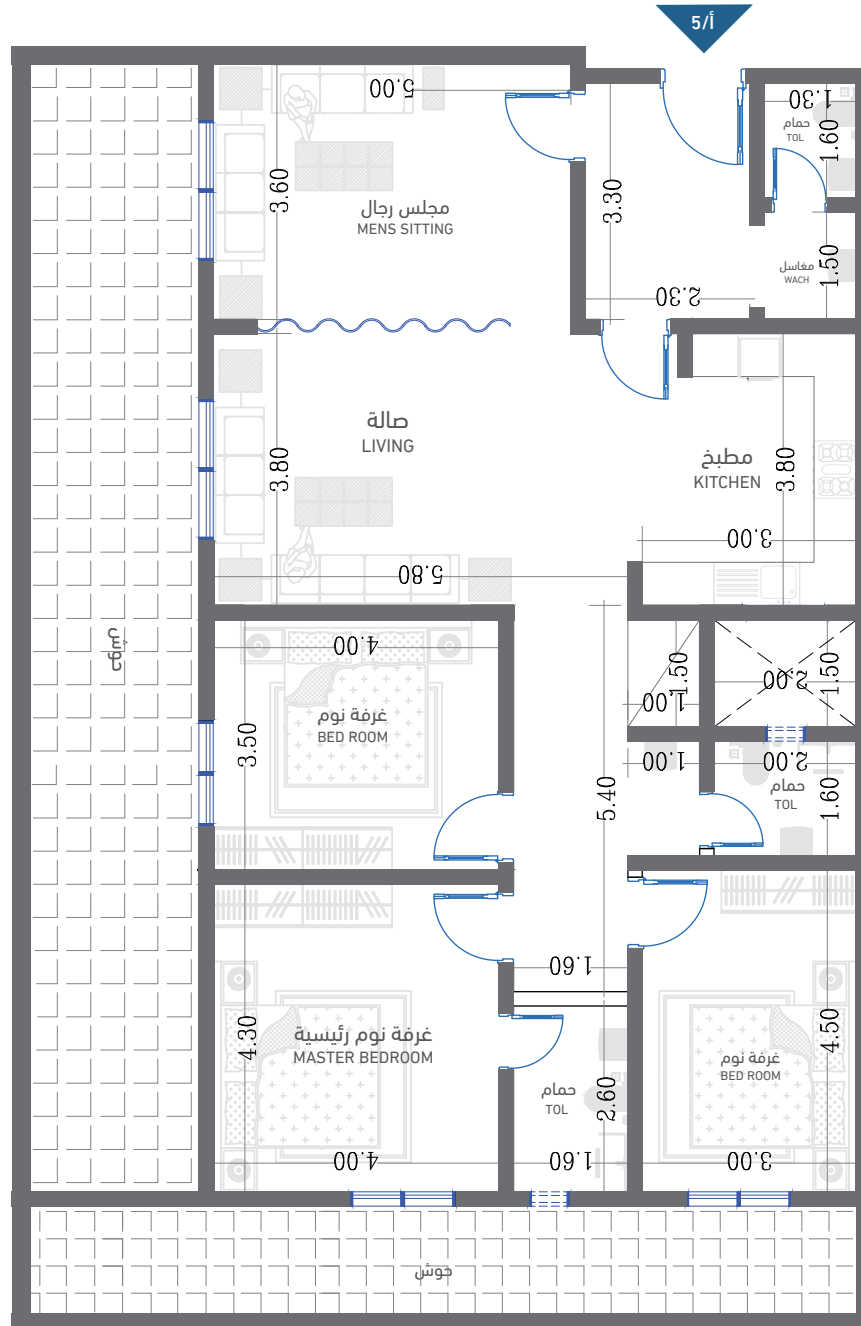 5/أ
5.00
1.30
حمام
TOL
1.60
3.60
مجلس رجال
MENS SITTING
3.30
مغاسل
WACH
1.50
2.30
صالة
LIVING
3.80
مطبخ
KITCHEN
3.80
3.00
5.80
حوش
4.00
غرفة نوم
BED ROOM
3.50
1.50
1.00
2.00
1.50
5.40
1.00
2.00
حمام
TOL
1.60
1.60
4.30
غرفة نوم رئيسية
MASTER BEDROOM
4.00
حمام
TOL
2.60
1.60
غرفة نوم
BED ROOM
4.50
3.00
حوش